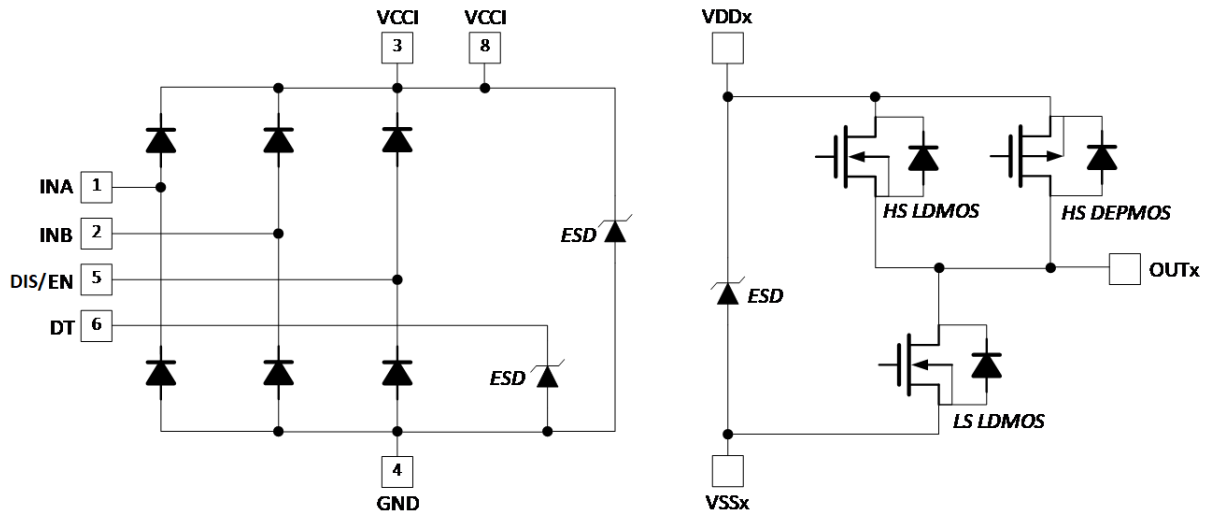 VCCI
VCCI
3
8
INA 1
INB 2
DIS/EN 5
DT 6
ESD
ESD
4
GND
VDDx
HS LDMOS
HS DEPMOS
ESD
OUTx
LS LDMOS
VSSx